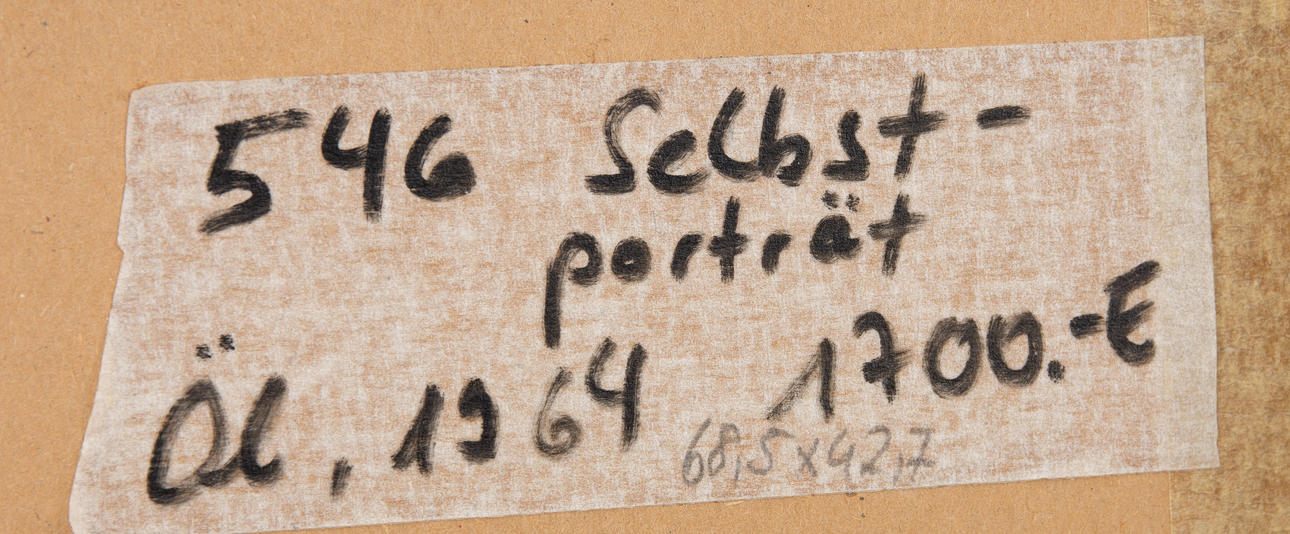 546 Selbst-
porträt
Öl, 1964 1700.-E
68,5x42,7